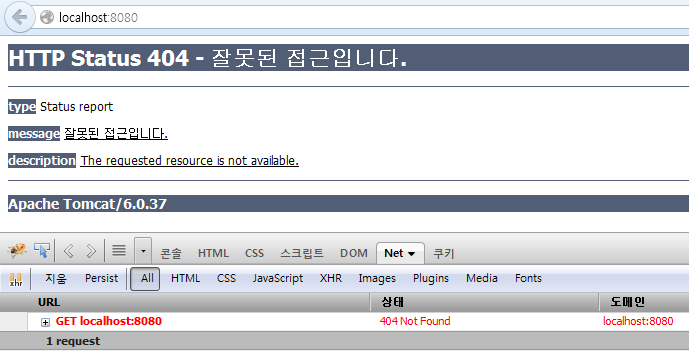 localhost:8080
HTTP Status 404 - 잘못된 접근입니다.
type Status report
message 잘못된 접근입니다.
description The requested resource is not available.
Apache Tomcat/6.0.37
콘솔 HTML CSS 스크립트 DOM Net 쿠키
xhr 지움 Persist All HTML CSS JavaScript XHR Images Plugins Media Fonts
URL 상태 도메인
GET localhost:8080 404 Not Found localhost:8080
1 request